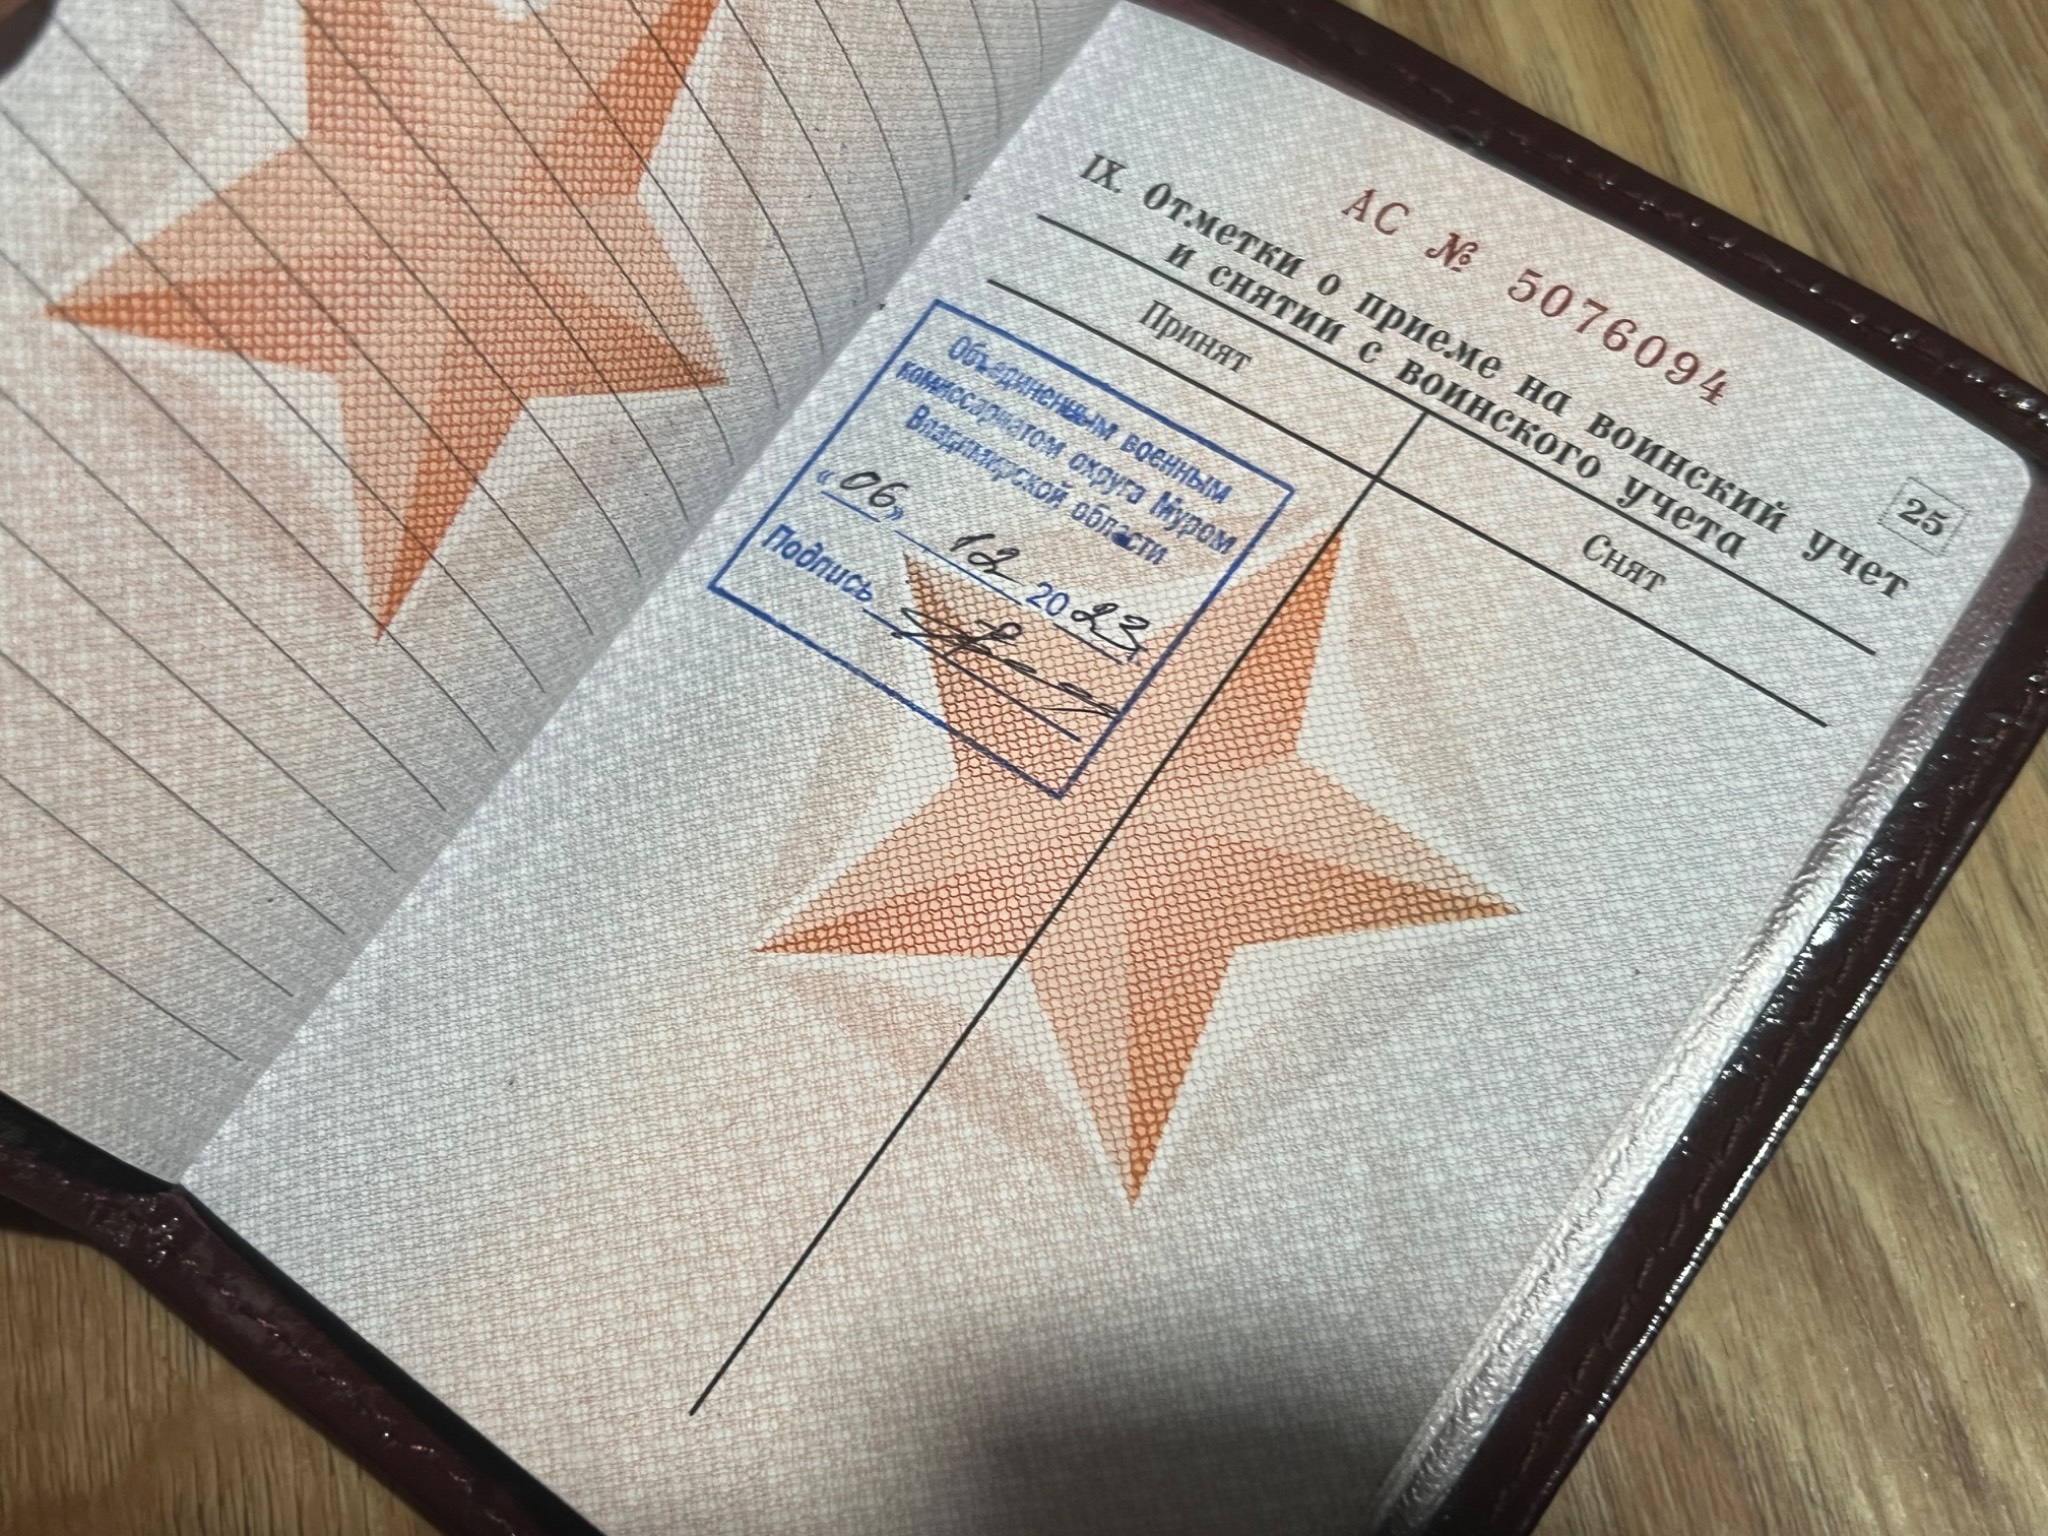 АС № 5076094
25
IX. Отметки о приеме на воинский учет
и снятии с воинского учета
Принят
Снят
Объединенным военным
комиссариатом округа Муром
Владимирской области
«06» 12 2023 г.
Подпись